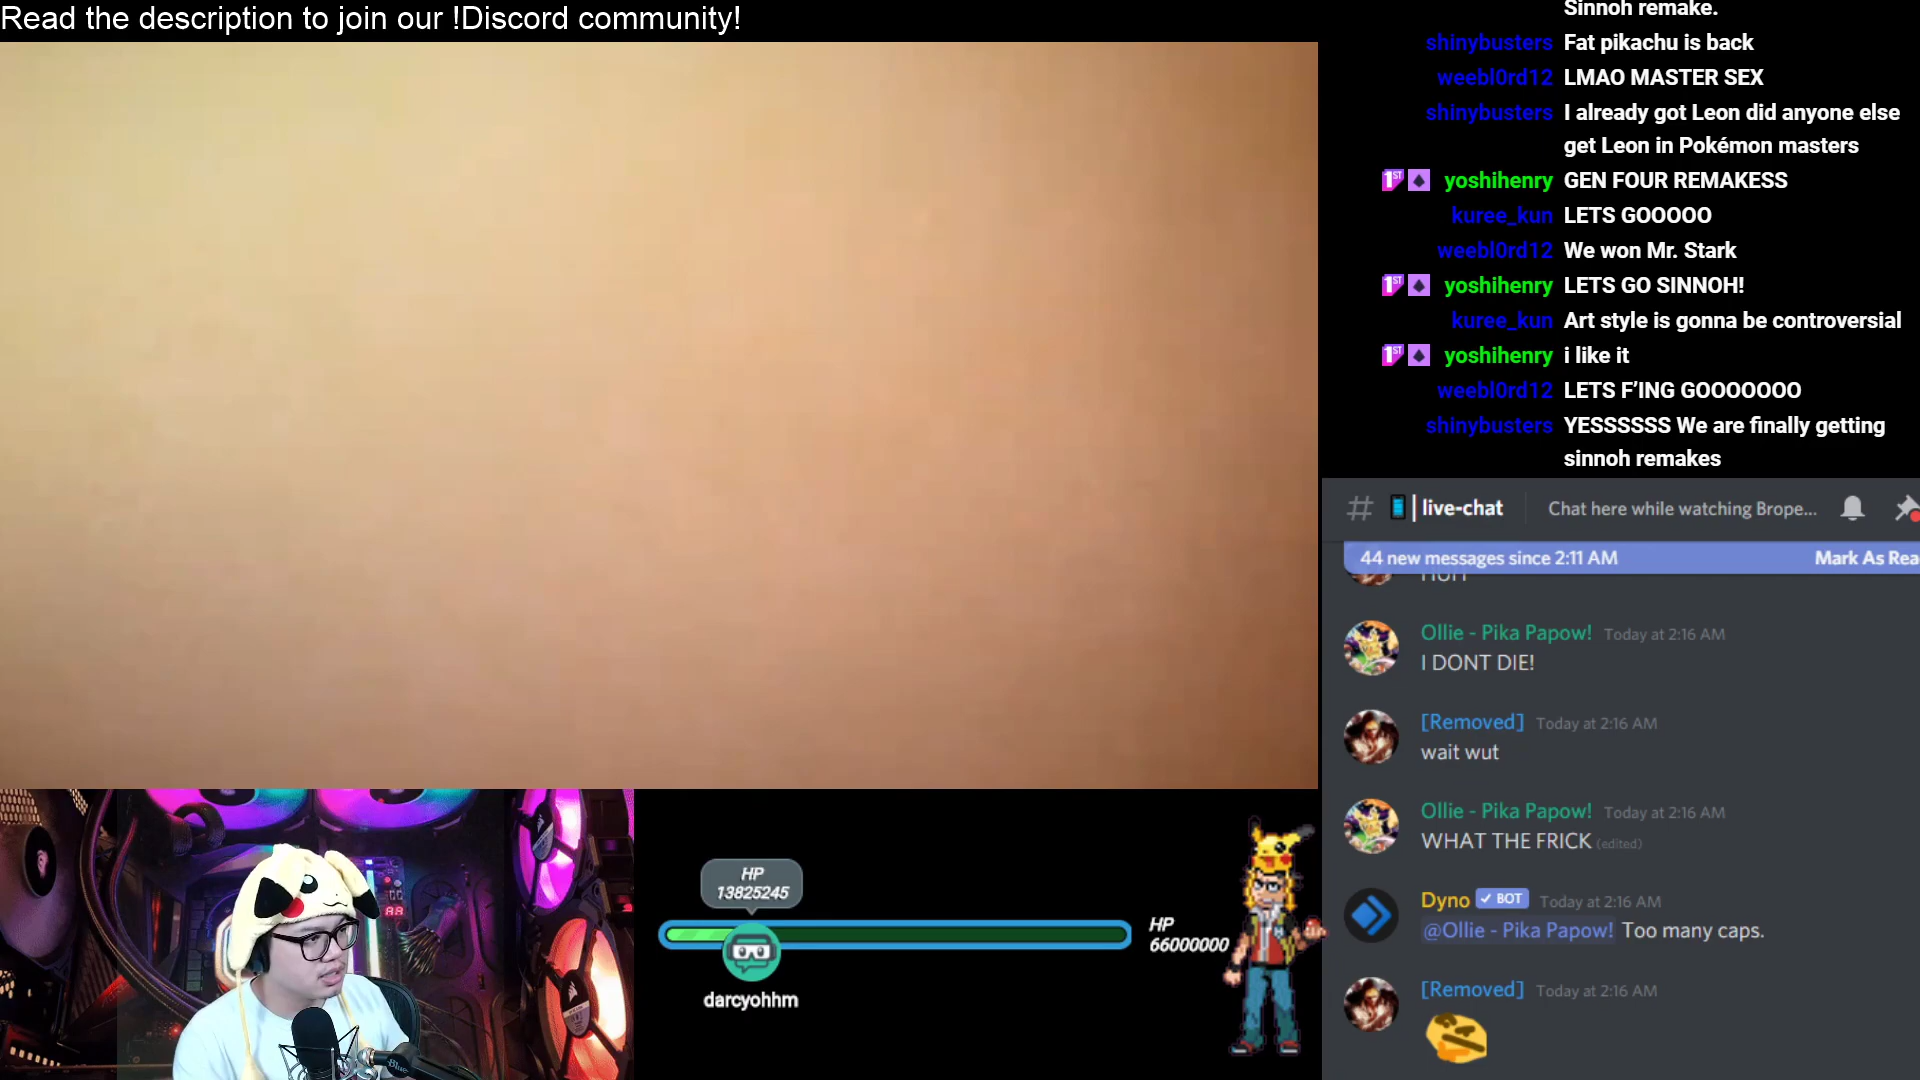 Read the description to join our !Discord community!
Sinnoh remake.
shinybusters Fat pikachu is back
weebl0rd12 LMAO MASTER SEX
shinybusters I already got Leon did anyone else
get Leon in Pokémon masters
1ST yoshihenry GEN FOUR REMAKESS
kuree_kun LETS GOOOOO
weebl0rd12 We won Mr. Stark
1ST yoshihenry LETS GO SINNOH!
kuree_kun Art style is gonna be controversial
1ST yoshihenry i like it
weebl0rd12 LETS F’ING GOOOOOOO
shinybusters YESSSSSS We are finally getting
sinnoh remakes
# | live-chat Chat here while watching Brope...
44 new messages since 2:11 AM Mark As Rea
Ollie - Pika Papow! Today at 2:16 AM
I DONT DIE!
[Removed] Today at 2:16 AM
wait wut
Ollie - Pika Papow! Today at 2:16 AM
WHAT THE FRICK (edited)
Dyno ✓ BOT Today at 2:16 AM
@Ollie - Pika Papow! Too many caps.
[Removed] Today at 2:16 AM
HP
13825245
HP
66000000
darcyohhm